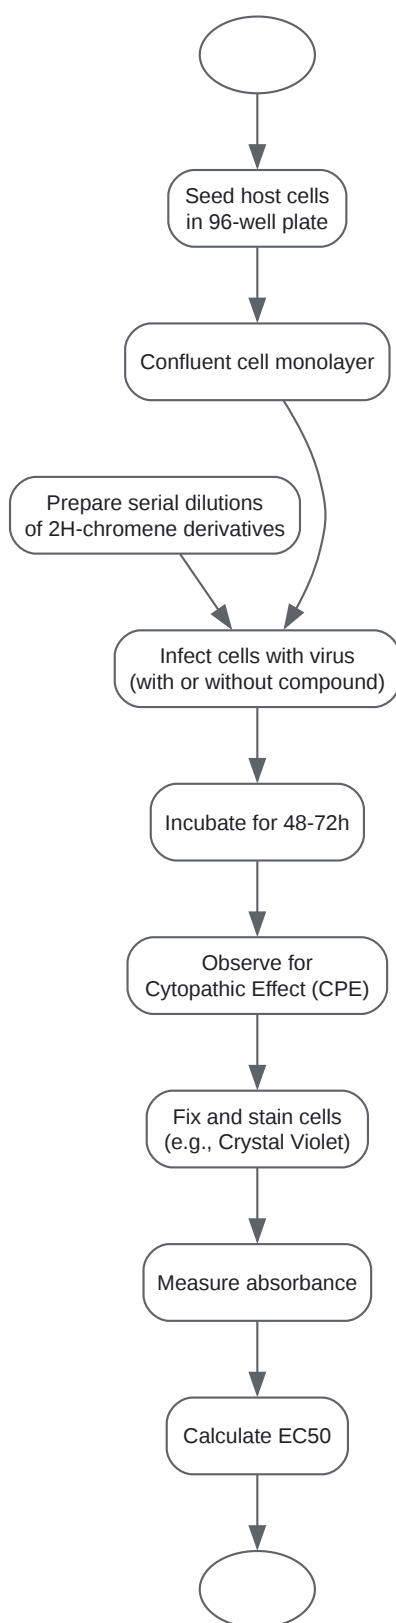 Seed host cells
in 96-well plate
Confluent cell monolayer
Prepare serial dilutions
of 2H-chromene derivatives
Infect cells with virus
(with or without compound)
Incubate for 48-72h
Observe for
Cytopathic Effect (CPE)
Fix and stain cells
(e.g., Crystal Violet)
Measure absorbance
Calculate EC50